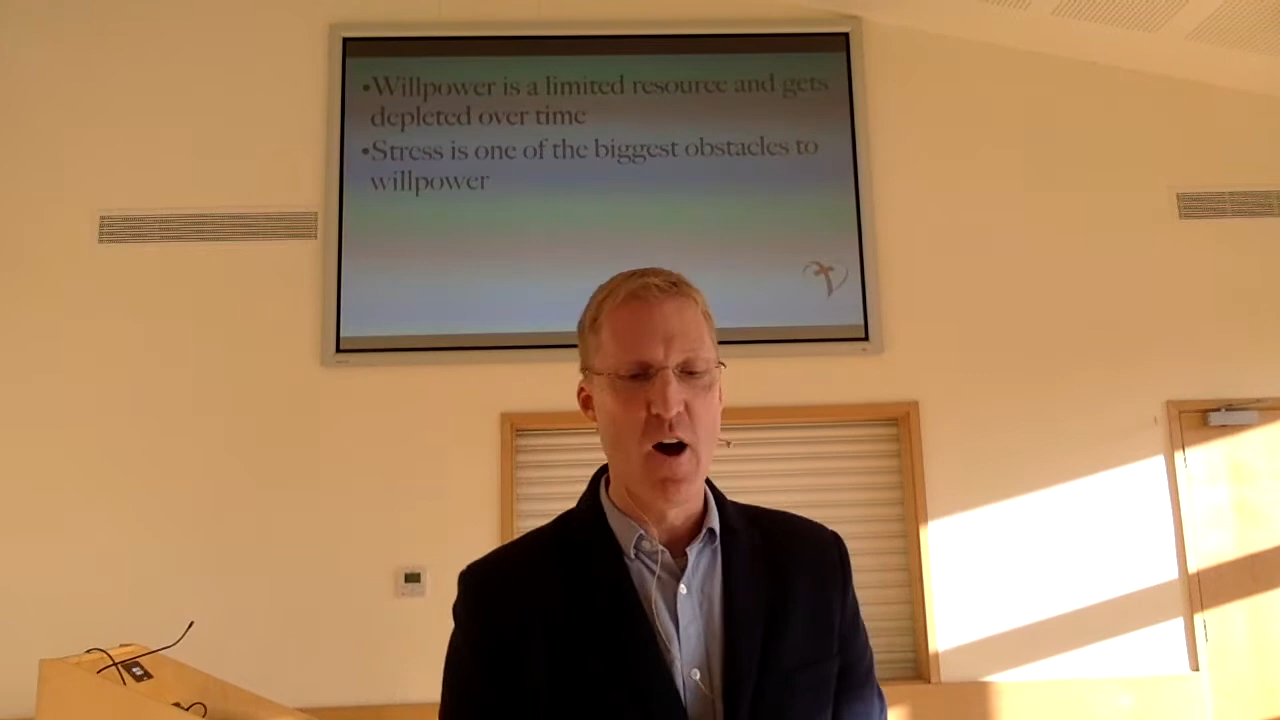 •Willpower is a limited resource and gets
depleted over time
•Stress is one of the biggest obstacles to
willpower